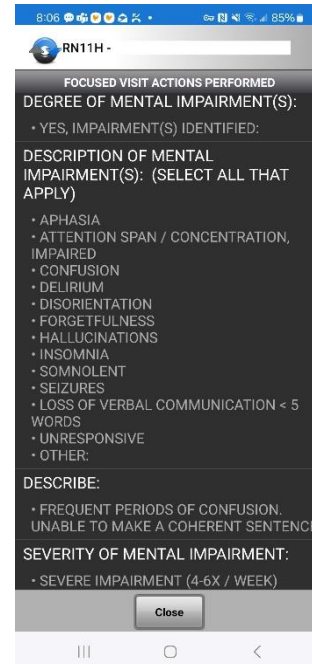 8:06
85%
RN11H -
FOCUSED VISIT ACTIONS PERFORMED
DEGREE OF MENTAL IMPAIRMENT(S):
• YES, IMPAIRMENT(S) IDENTIFIED:
DESCRIPTION OF MENTAL
IMPAIRMENT(S): (SELECT ALL THAT
APPLY)
• APHASIA
• ATTENTION SPAN / CONCENTRATION,
IMPAIRED
• CONFUSION
• DELIRIUM
• DISORIENTATION
• FORGETFULNESS
• HALLUCINATIONS
• INSOMNIA
• SOMNOLENT
• SEIZURES
• LOSS OF VERBAL COMMUNICATION < 5
WORDS
• UNRESPONSIVE
• OTHER:
DESCRIBE:
• FREQUENT PERIODS OF CONFUSION.
UNABLE TO MAKE A COHERENT SENTENC
SEVERITY OF MENTAL IMPAIRMENT:
• SEVERE IMPAIRMENT (4-6X / WEEK)
Close